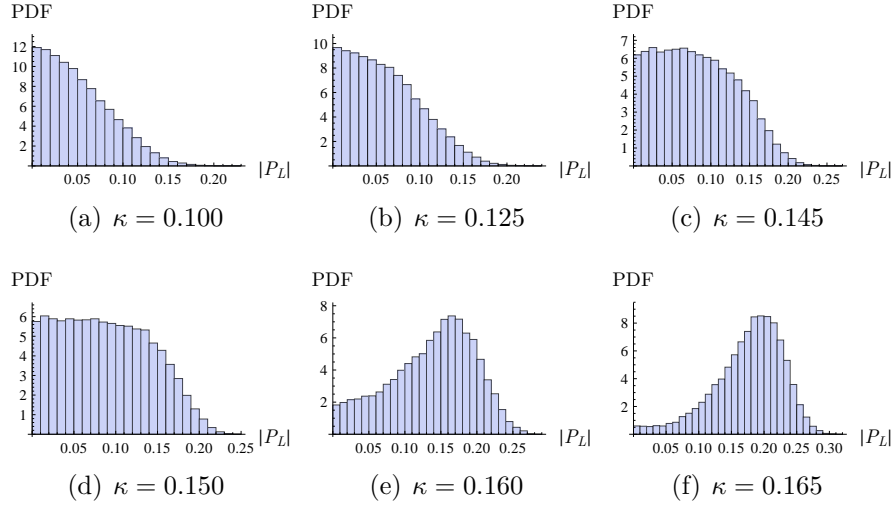 PDF
12
10
8
6
4
2
0.05 0.10 0.15 0.20
|P_L|
(a) κ = 0.100
PDF
10
8
6
4
2
0.05 0.10 0.15 0.20
|P_L|
(b) κ = 0.125
PDF
7
6
5
4
3
2
1
0.05 0.10 0.15 0.20 0.25
|P_L|
(c) κ = 0.145
PDF
6
5
4
3
2
1
0.05 0.10 0.15 0.20 0.25
|P_L|
(d) κ = 0.150
PDF
8
6
4
2
0.05 0.10 0.15 0.20 0.25
|P_L|
(e) κ = 0.160
PDF
8
6
4
2
0.05 0.10 0.15 0.20 0.25 0.30
|P_L|
(f) κ = 0.165